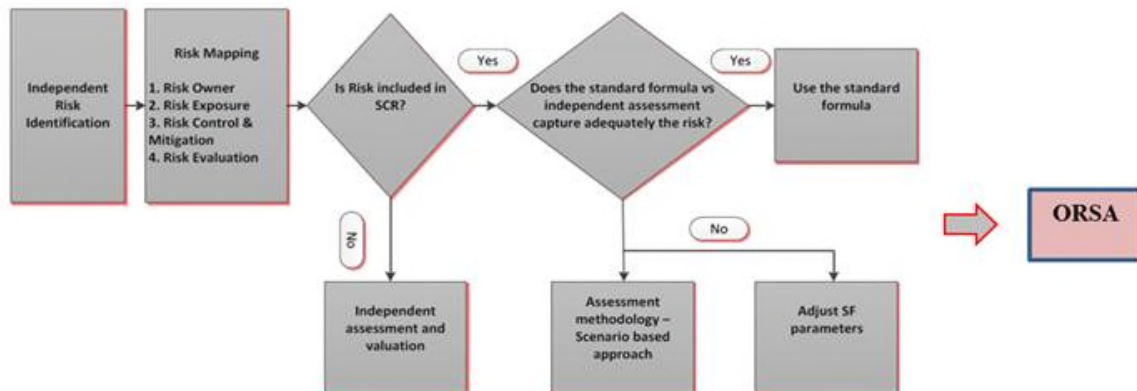 Independent
Risk
Identification
Risk Mapping
1. Risk Owner
2. Risk Exposure
3. Risk Control &
Mitigation
4. Risk Evaluation
Is Risk included in
SCR?
Yes
Does the standard formula vs
independent assessment
capture adequately the risk?
Yes
Use the standard
formula
ORSA
No
No
Independent
assessment and
valuation
Assessment
methodology –
Scenario based
approach
Adjust SF
parameters